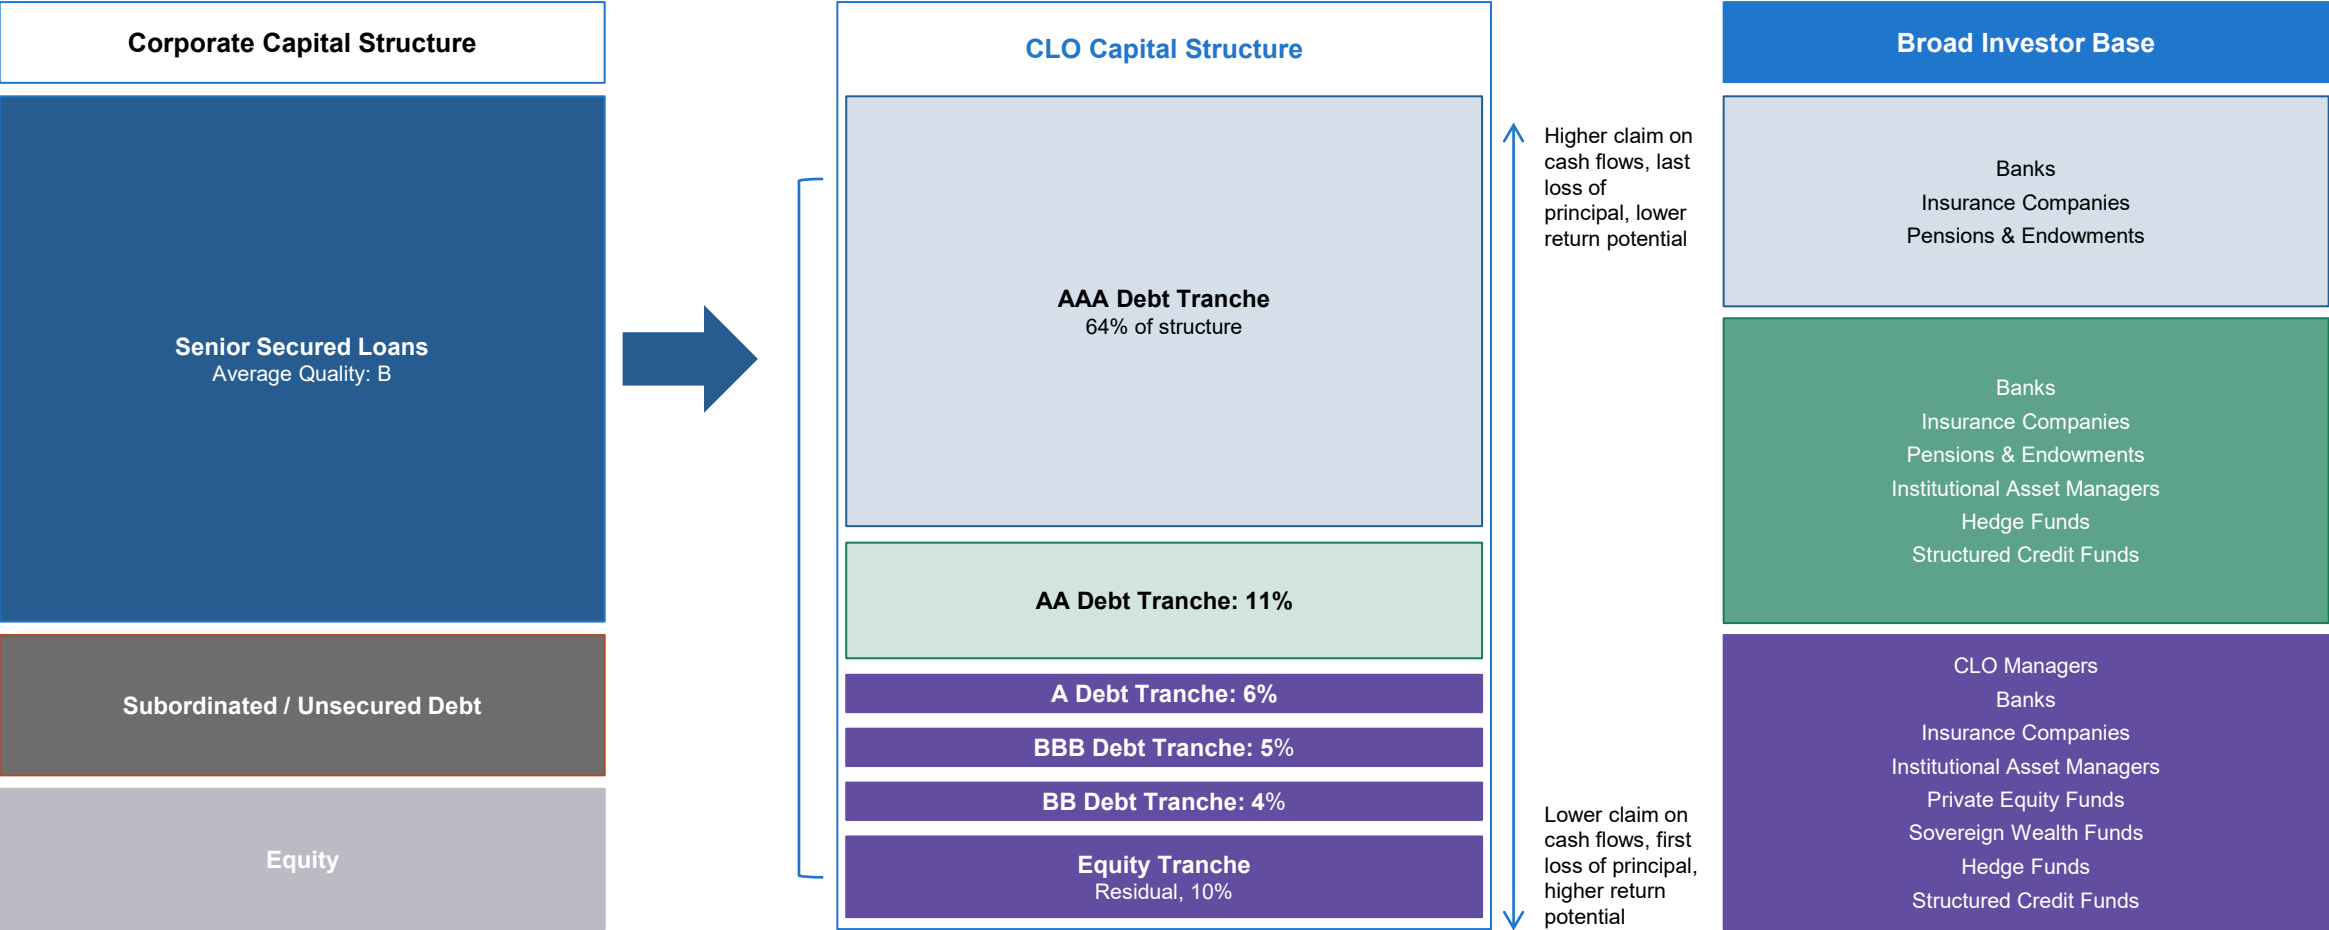 Corporate Capital Structure
Senior Secured Loans
Average Quality: B
Subordinated / Unsecured Debt
Equity
CLO Capital Structure
AAA Debt Tranche
64% of structure
AA Debt Tranche: 11%
A Debt Tranche: 6%
BBB Debt Tranche: 5%
BB Debt Tranche: 4%
Equity Tranche
Residual, 10%
Higher claim on
cash flows, last
loss of
principal, lower
return potential
Lower claim on
cash flows, first
loss of principal,
higher return
potential
Broad Investor Base
Banks
Insurance Companies
Pensions & Endowments
Banks
Insurance Companies
Pensions & Endowments
Institutional Asset Managers
Hedge Funds
Structured Credit Funds
CLO Managers
Banks
Insurance Companies
Institutional Asset Managers
Private Equity Funds
Sovereign Wealth Funds
Hedge Funds
Structured Credit Funds